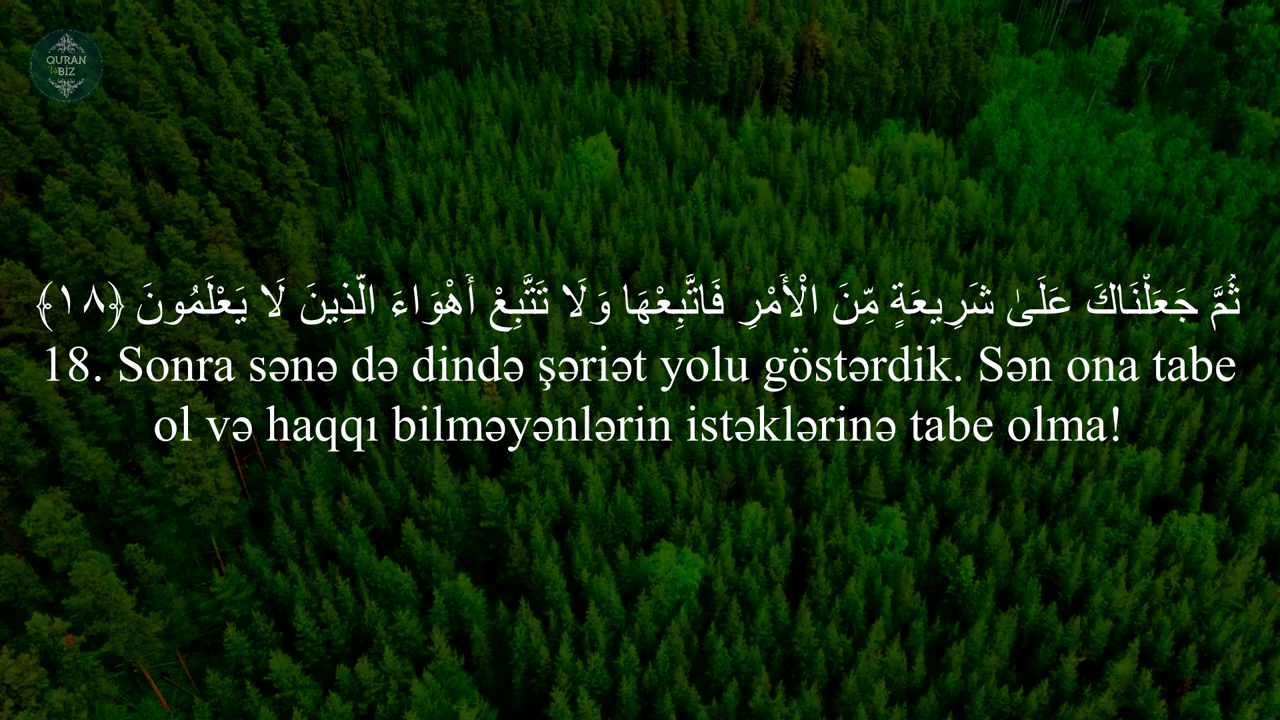 QURAN
Və
BİZ
ثُمَّ جَعَلْنَاكَ عَلَىٰ شَرِيعَةٍ مِّنَ الْأَمْرِ فَاتَّبِعْهَا وَلَا تَتَّبِعْ أَهْوَاءَ الَّذِينَ لَا يَعْلَمُونَ ﴿١٨﴾
18. Sonra sənə də dində şəriət yolu göstərdik. Sən ona tabe
ol və haqqı bilməyənlərin istəklərinə tabe olma!